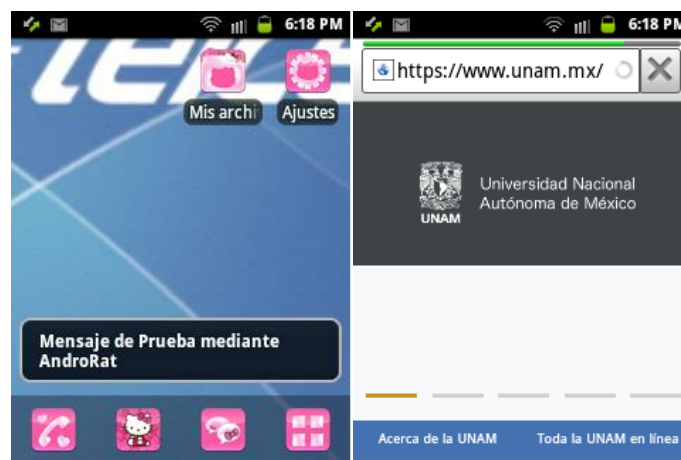 6:18 PM
Mis archi
Ajustes
Mensaje de Prueba mediante
AndroRat
6:18 PM
https://www.unam.mx/
UNAM
Universidad Nacional
Autónoma de México
Acerca de la UNAM
Toda la UNAM en línea